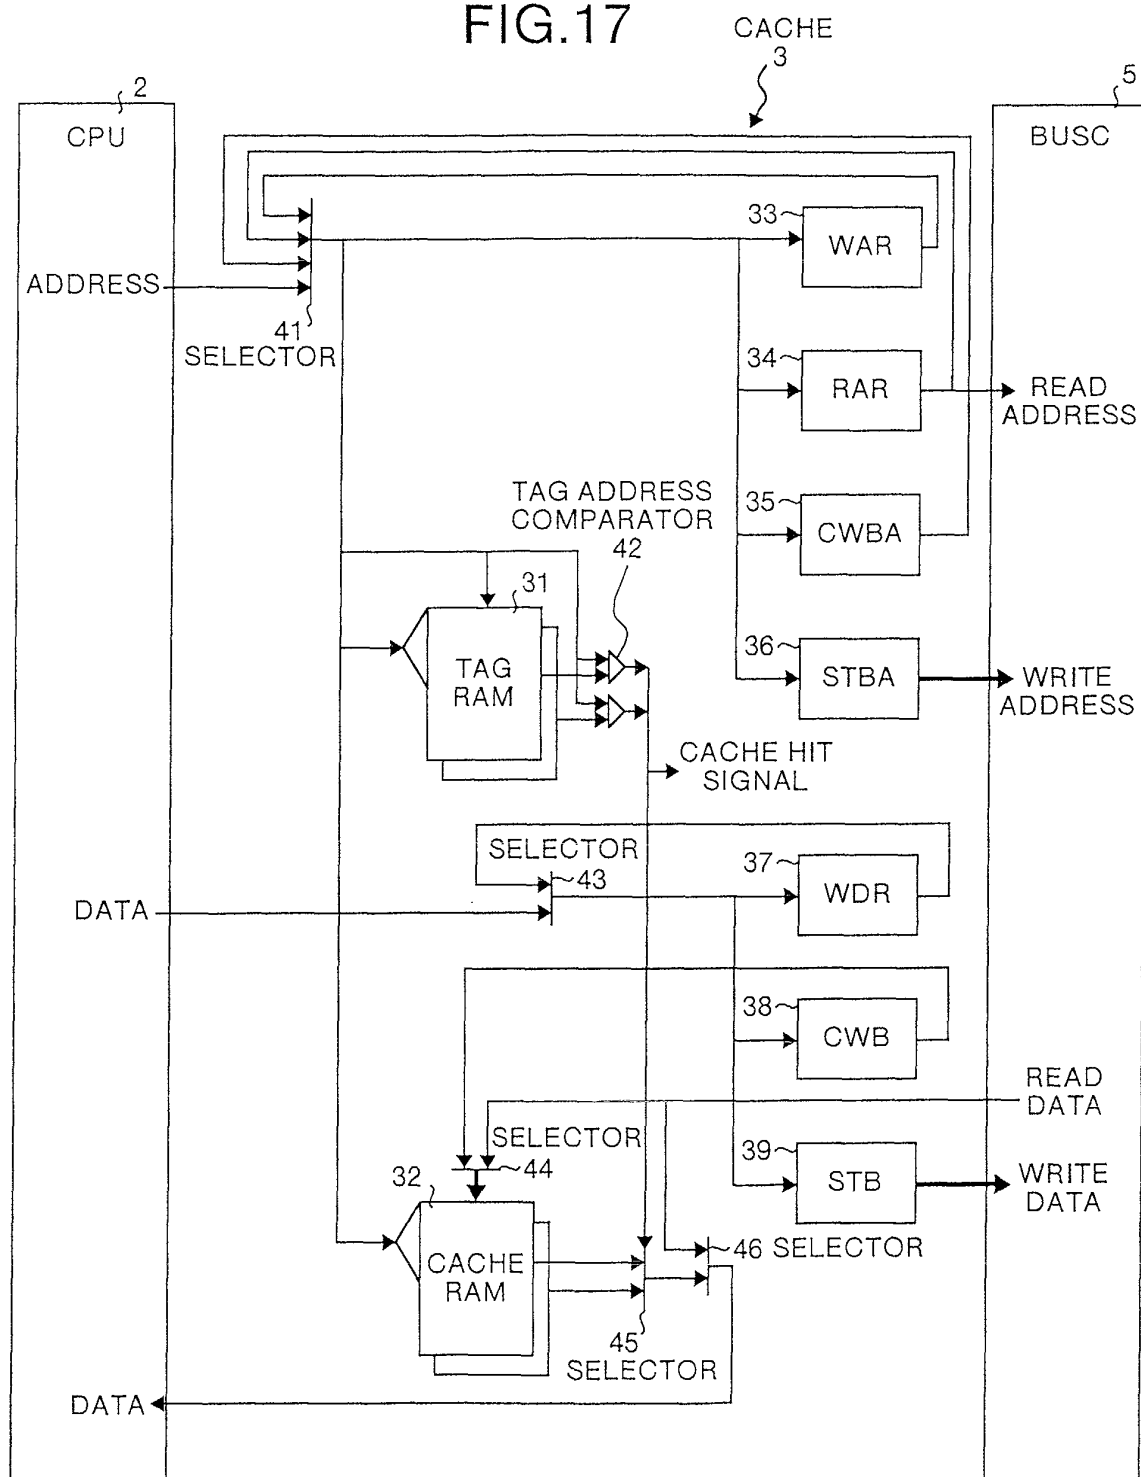 FIG.17
CACHE
3
2
5
CPU
BUSC
33
WAR
ADDRESS
41
SELECTOR
34
RAR
READ
ADDRESS
TAG ADDRESS
COMPARATOR
42
35
CWBA
31
TAG
RAM
36
STBA
WRITE
ADDRESS
CACHE HIT
SIGNAL
SELECTOR
43
37
WDR
DATA
38
CWB
READ
DATA
SELECTOR
44
39
STB
WRITE
DATA
32
CACHE
RAM
46 SELECTOR
45
SELECTOR
DATA